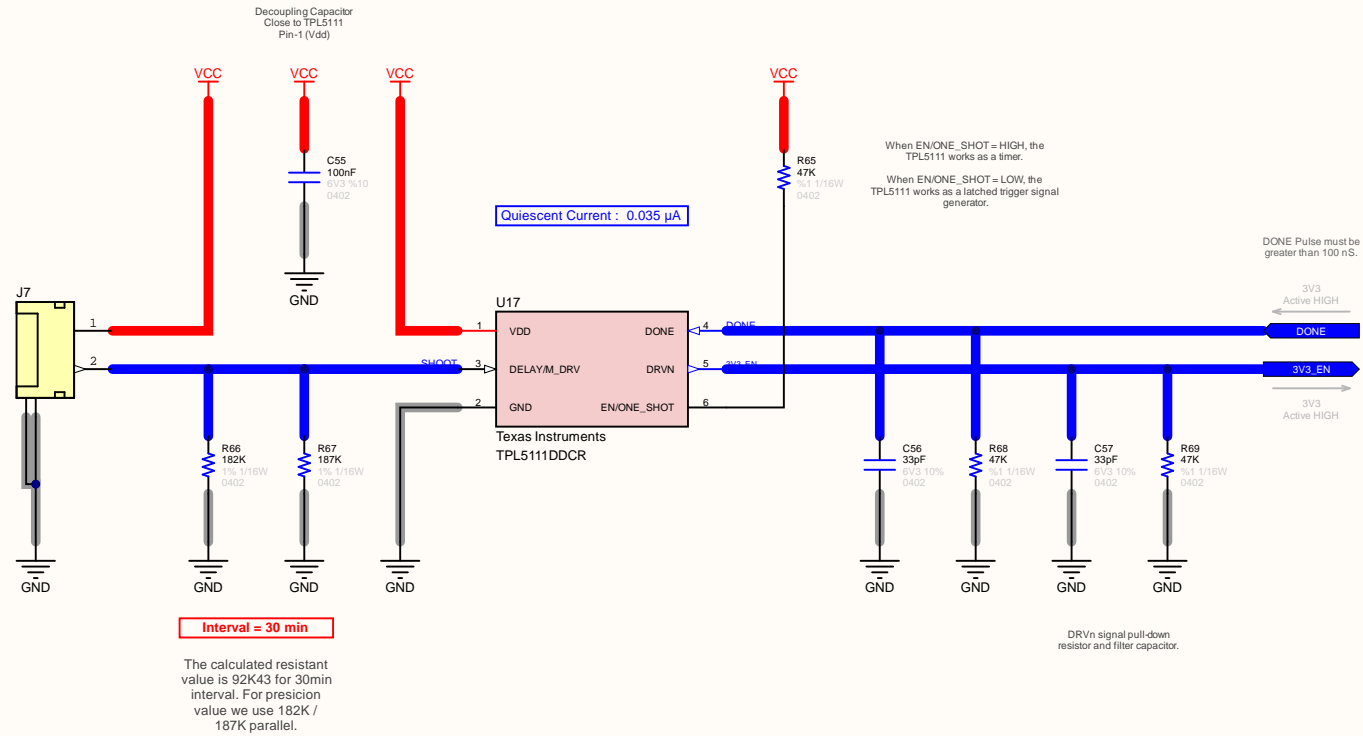 Decoupling Capacitor
Close to TPL5111
Pin-1 (Vdd)
VCC
VCC
VCC
VCC
C55
100nF
6V3 %10
0402
GND
R65
47K
%1 1/16W
0402
When EN/ONE_SHOT = HIGH, the
TPL5111 works as a timer.
When EN/ONE_SHOT = LOW, the
TPL5111 works as a latched trigger signal
generator.
Quiescent Current : 0.035 µA
DONE Pulse must be
greater than 100 nS.
3V3
Active HIGH
J7
1
2
SHOOT
U17
1
VDD
3
DELAY/M_DRV
2
GND
DONE
4
DONE
DRVN
5
3V3_EN
EN/ONE_SHOT
6
Texas Instruments
TPL5111DDCR
DONE
3V3_EN
3V3
Active HIGH
R66
182K
1% 1/16W
0402
R67
187K
1% 1/16W
0402
C56
33pF
6V3 10%
0402
R68
47K
%1 1/16W
0402
C57
33pF
6V3 10%
0402
R69
47K
%1 1/16W
0402
GND
GND
GND
GND
GND
GND
GND
GND
Interval = 30 min
The calculated resistant
value is 92K43 for 30min
interval. For presicion
value we use 182K /
187K parallel.
DRVn signal pull-down
resistor and filter capacitor.